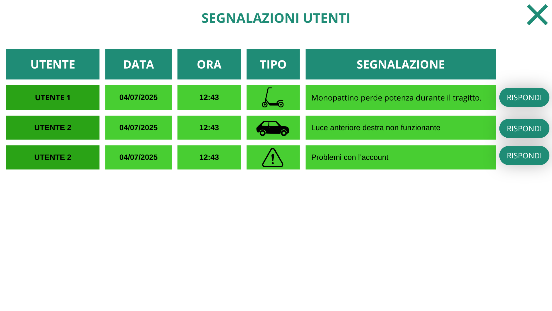 SEGNALAZIONI UTENTI
UTENTE DATA ORA TIPO SEGNALAZIONE
UTENTE 1 04/07/2025 12:43 Monopattino perde potenza durante il tragitto. RISPONDI
UTENTE 2 04/07/2025 12:43 Luce anteriore destra non funzionante RISPONDI
UTENTE 2 04/07/2025 12:43 Problemi con l'account RISPONDI